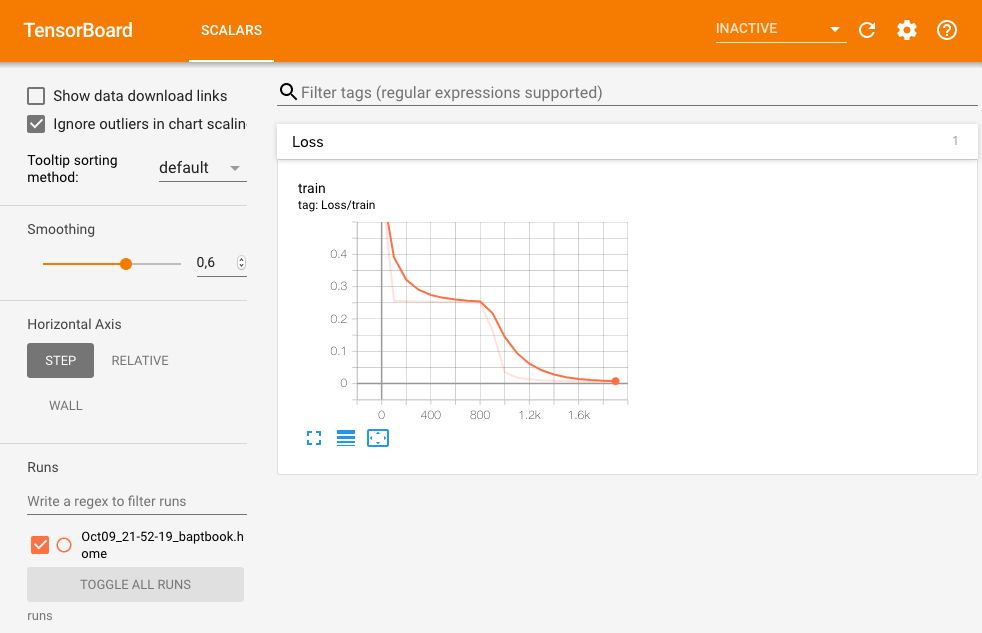 TensorBoard
SCALARS
INACTIVE
Show data download links
Ignore outliers in chart scalin
Tooltip sorting
method:
default
Smoothing
0,6
Horizontal Axis
STEP
RELATIVE
WALL
Runs
Write a regex to filter runs
Oct09_21-52-19_baptbook.h
ome
TOGGLE ALL RUNS
runs
Filter tags (regular expressions supported)
Loss
1
train
tag: Loss/train
0.4
0.3
0.2
0.1
0
0
400
800
1.2k
1.6k